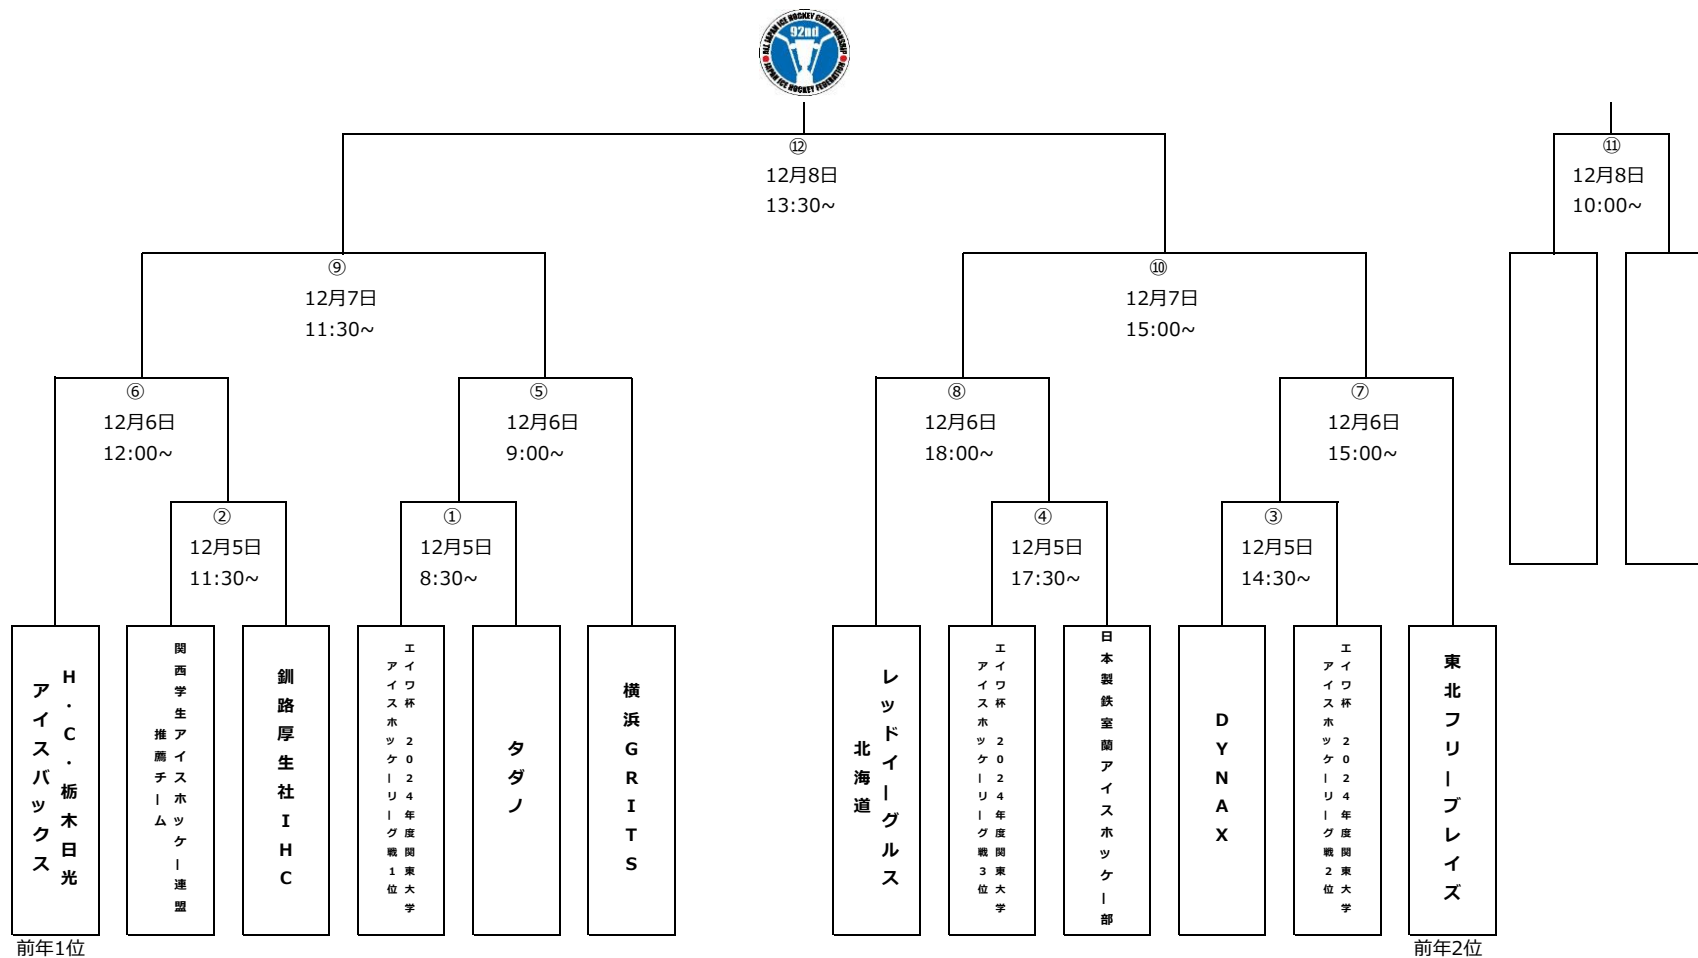 ALL JAPAN ICE HOCKEY CHAMPIONSHIP
92nd
JAPAN ICE HOCKEY FEDERATION
⑫
12月8日
13:30~
⑪
12月8日
10:00~
⑨
12月7日
11:30~
⑩
12月7日
15:00~
⑥
12月6日
12:00~
⑤
12月6日
9:00~
⑧
12月6日
18:00~
⑦
12月6日
15:00~
②
12月5日
11:30~
①
12月5日
8:30~
④
12月5日
17:30~
③
12月5日
14:30~
H・C・栃木日光
アイスバックス
関西学生アイスホッケー連盟
推薦チーム
釧路厚生社IHC
エイワ杯 2024年度関東大学
アイスホッケーリーグ戦1位
タダノ
横浜GRITS
レッドイーグルス
北海道
エイワ杯 2024年度関東大学
アイスホッケーリーグ戦3位
日本製鉄室蘭アイスホッケー部
DYNAX
エイワ杯 2024年度関東大学
アイスホッケーリーグ戦2位
東北フリーブレイズ
前年1位
前年2位